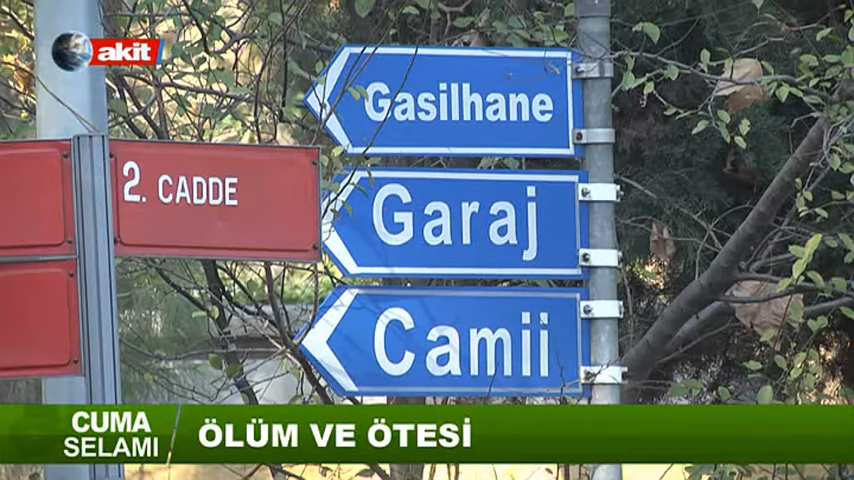 akit
Gasilhane
2. CADDE
Garaj
Camii
CUMA
SELAMI
ÖLÜM VE ÖTESİ